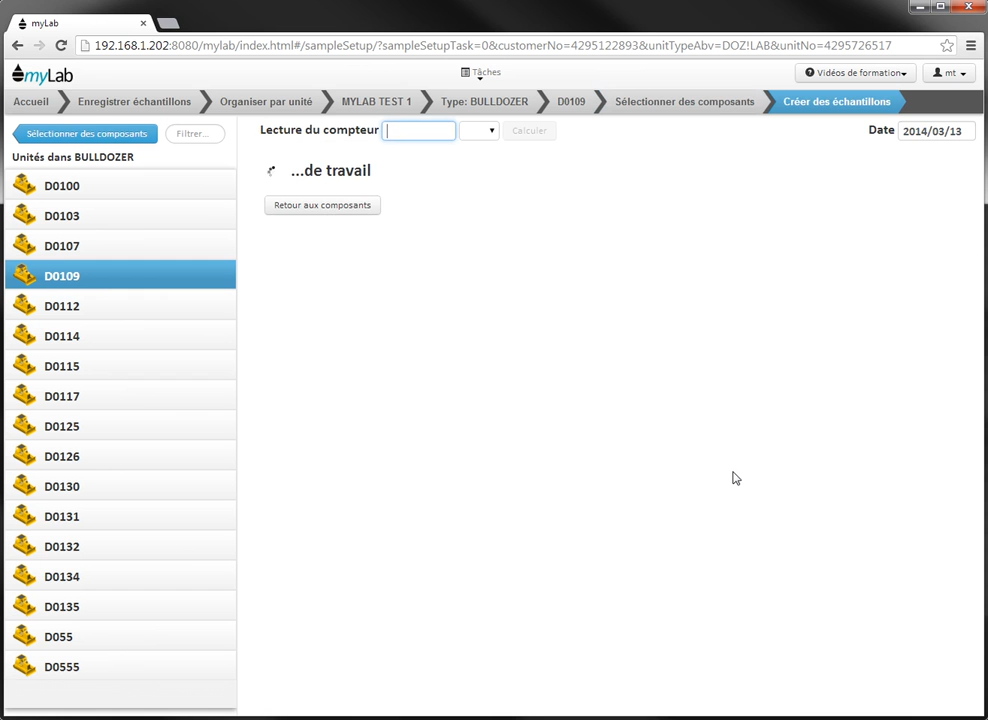 myLab
192.168.1.202:8080/mylab/index.html#/sampleSetup/?sampleSetupTask=0&customerNo=4295122893&unitTypeAbv=DOZ!LAB&unitNo=4295726517
myLab
Tâches
Vidéos de formation
mt
Accueil
Enregistrer échantillons
Organiser par unité
MYLAB TEST 1
Type: BULLDOZER
D0109
Sélectionner des composants
Créer des échantillons
Sélectionner des composants
Filtrer...
Lecture du compteur
Calculer
Date
2014/03/13
Unités dans BULLDOZER
...de travail
Retour aux composants
D0100
D0103
D0107
D0109
D0112
D0114
D0115
D0117
D0125
D0126
D0130
D0131
D0132
D0134
D0135
D055
D0555